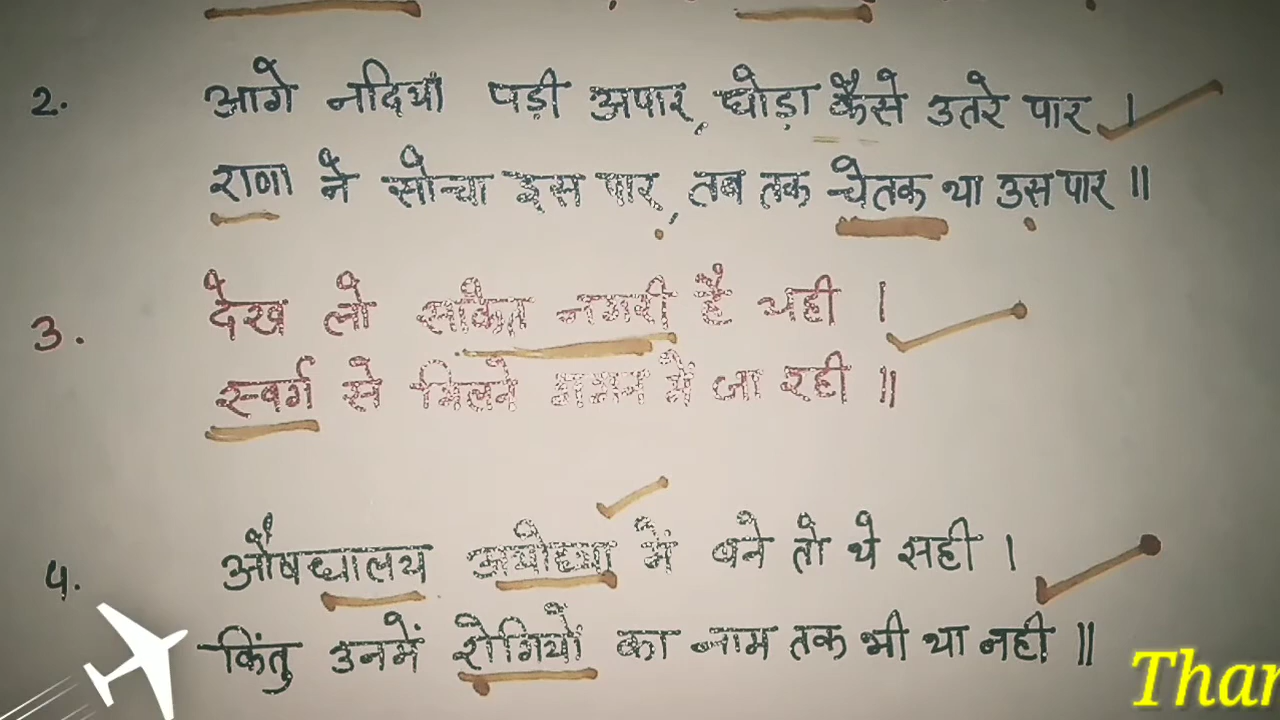 2. आगे नदियाँ पड़ी अपार, घोड़ा कैसे उतरे पार ।
राणा ने सोचा इस पार, तब तक चेतक था उस पार ॥
3. देख लो साकेत नगरी है यही ।
स्वर्ग से मिलने गगन में जा रही ॥
4. औषध्यालय अयोध्या में बने तो थे सही ।
किंतु उनमें रोगियों का नाम तक भी था नही ॥
Than